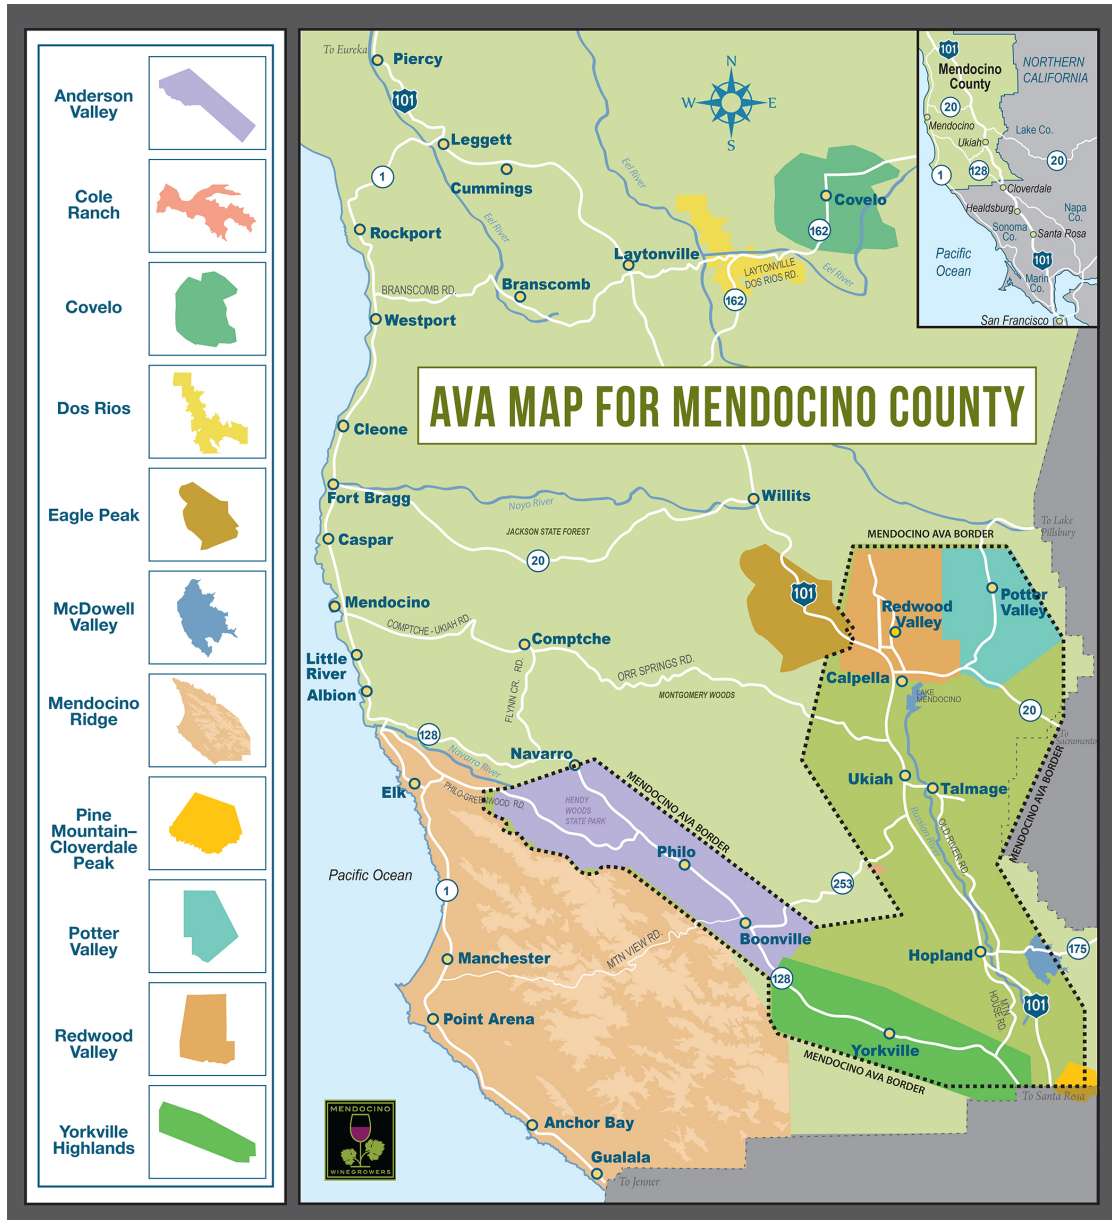 Anderson
Valley
Cole
Ranch
Covelo
Dos Rios
Eagle Peak
McDowell
Valley
Mendocino
Ridge
Pine
Mountain–
Cloverdale
Peak
Potter
Valley
Redwood
Valley
Yorkville
Highlands
To Eureka
Piercy
101
Leggett
1
Cummings
Eel River
Eel River
Rockport
N
W E
S
Covelo
162
Laytonville
LAYTONVILLE
DOS RIOS RD.
Eel River
162
BRANSCOMB RD.
Branscomb
Westport
101
Mendocino
County
NORTHERN
CALIFORNIA
20
Mendocino
Lake Co.
Ukiah
20
1
128
Cloverdale
Healdsburg
Napa
Co.
Sonoma
Co.
Santa Rosa
Pacific
Ocean
101
Marin
Co.
San Francisco
AVA MAP FOR MENDOCINO COUNTY
Cleone
Fort Bragg
Noyo River
Willits
JACKSON STATE FOREST
Caspar
20
To Lake
Pillsbury
MENDOCINO AVA BORDER
101
Redwood
Valley
Potter
Valley
Mendocino
COMPTCHE - UKIAH RD.
Comptche
Little
River
Albion
FLYNN CR. RD.
ORR SPRINGS RD.
MONTGOMERY WOODS
Calpella
LAKE
MENDOCINO
20
To
Sacramento
128
Navarro River
Navarro
Elk
PHILO-GREENWOOD RD
HENDY
WOODS
STATE PARK
MENDOCINO AVA BORDER
Ukiah
Talmage
Russian River
OLD RIVER RD.
MENDOCINO AVA BORDER
Philo
Pacific Ocean
1
253
Boonville
MTN VIEW RD.
Manchester
128
Hopland
175
MTN
HOUSE RD.
101
Point Arena
Yorkville
MENDOCINO AVA BORDER
To Santa Rosa
MENDOCINO
WINEGROWERS
Anchor Bay
Gualala
To Jenner